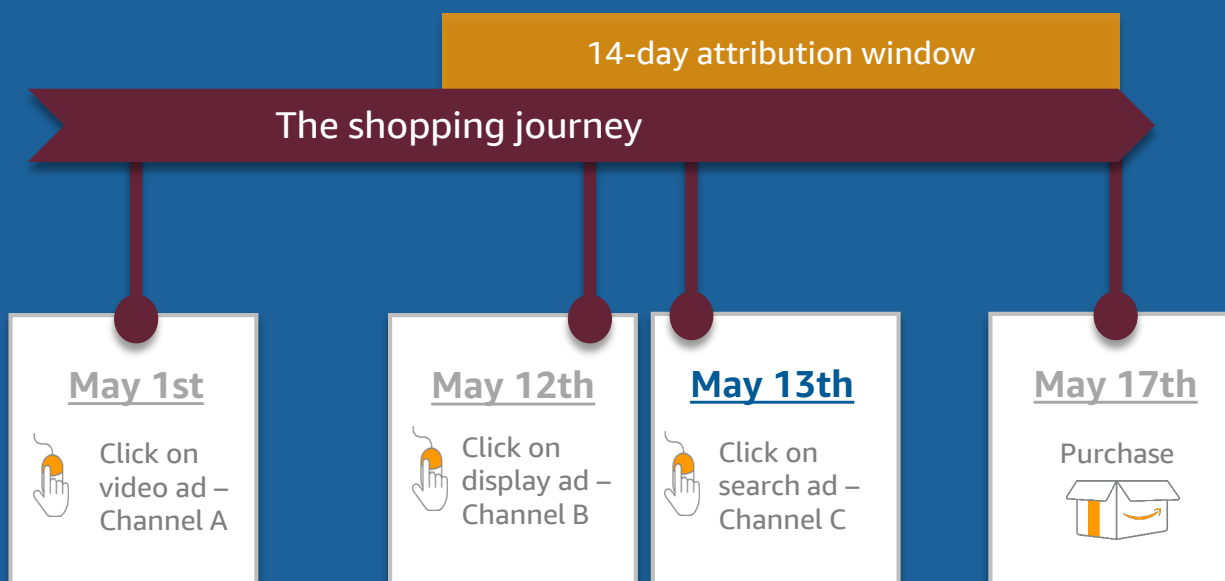 14-day attribution window
The shopping journey
May 1st
Click on
video ad –
Channel A
May 12th
Click on
display ad –
Channel B
May 13th
Click on
search ad –
Channel C
May 17th
Purchase